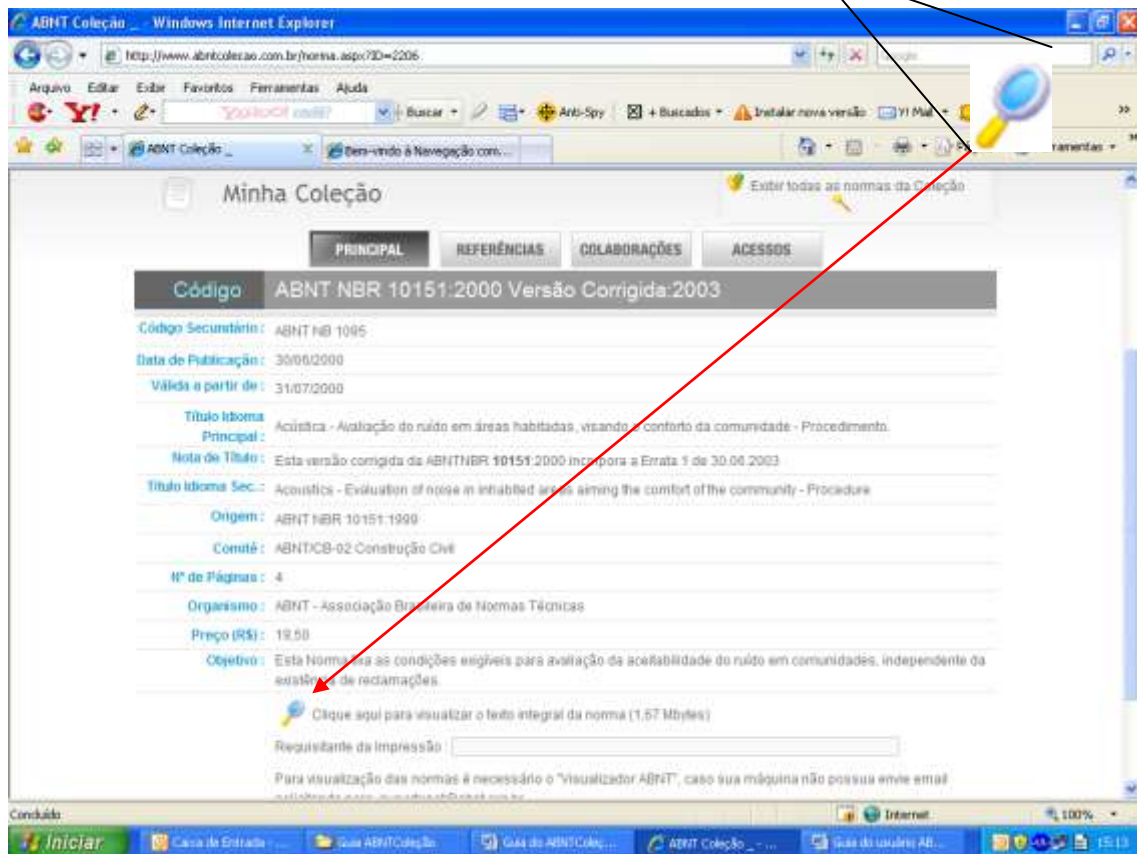 ABNT Coleção _ - Windows Internet Explorer
http://www.abntcolecao.com.br/norma.aspx?ID=2206
Google
Arquivo Editar Exibir Favoritos Ferramentas Ajuda
Buscar Anti-Spy + Buscados Instalar nova versão Y! Mail
ABNT Coleção _ Bem-vindo à Navegação com...
Minha Coleção
Exibir todas as normas da Coleção
PRINCIPAL REFERÊNCIAS COLABORAÇÕES ACESSOS
Código ABNT NBR 10151:2000 Versão Corrigida:2003
Código Secundário : ABNT NB 1095
Data de Publicação : 30/06/2000
Válida a partir de : 31/07/2000
Título Idioma Principal : Acústica - Avaliação do ruído em áreas habitadas, visando o conforto da comunidade - Procedimento.
Nota de Título : Esta versão corrigida da ABNTNBR 10151:2000 incorpora a Errata 1 de 30.06.2003
Título Idioma Sec. : Acoustics - Evaluation of noise in inhabited areas aiming the comfort of the community - Procedure
Origem : ABNT NBR 10151:1999
Comitê : ABNT/CB-02 Construção Civil
Nº de Páginas : 4
Organismo : ABNT - Associação Brasileira de Normas Técnicas
Preço (R$) : 19,50
Objetivo : Esta Norma fixa as condições exigíveis para avaliação da aceitabilidade do ruído em comunidades, independente da
existência de reclamações.
Clique aqui para visualizar o texto integral da norma (1,67 Mbytes)
Requisitante da Impressão :
Para visualização das normas é necessário o "Visualizador ABNT", caso sua máquina não possua envie email
Concluído Internet 100%
Iniciar Caixa de Entrada - ... Guia ABNTColeção Guia do ABNTColeç... ABNT Coleção _ - ... Guia do usuário AB... 15:13